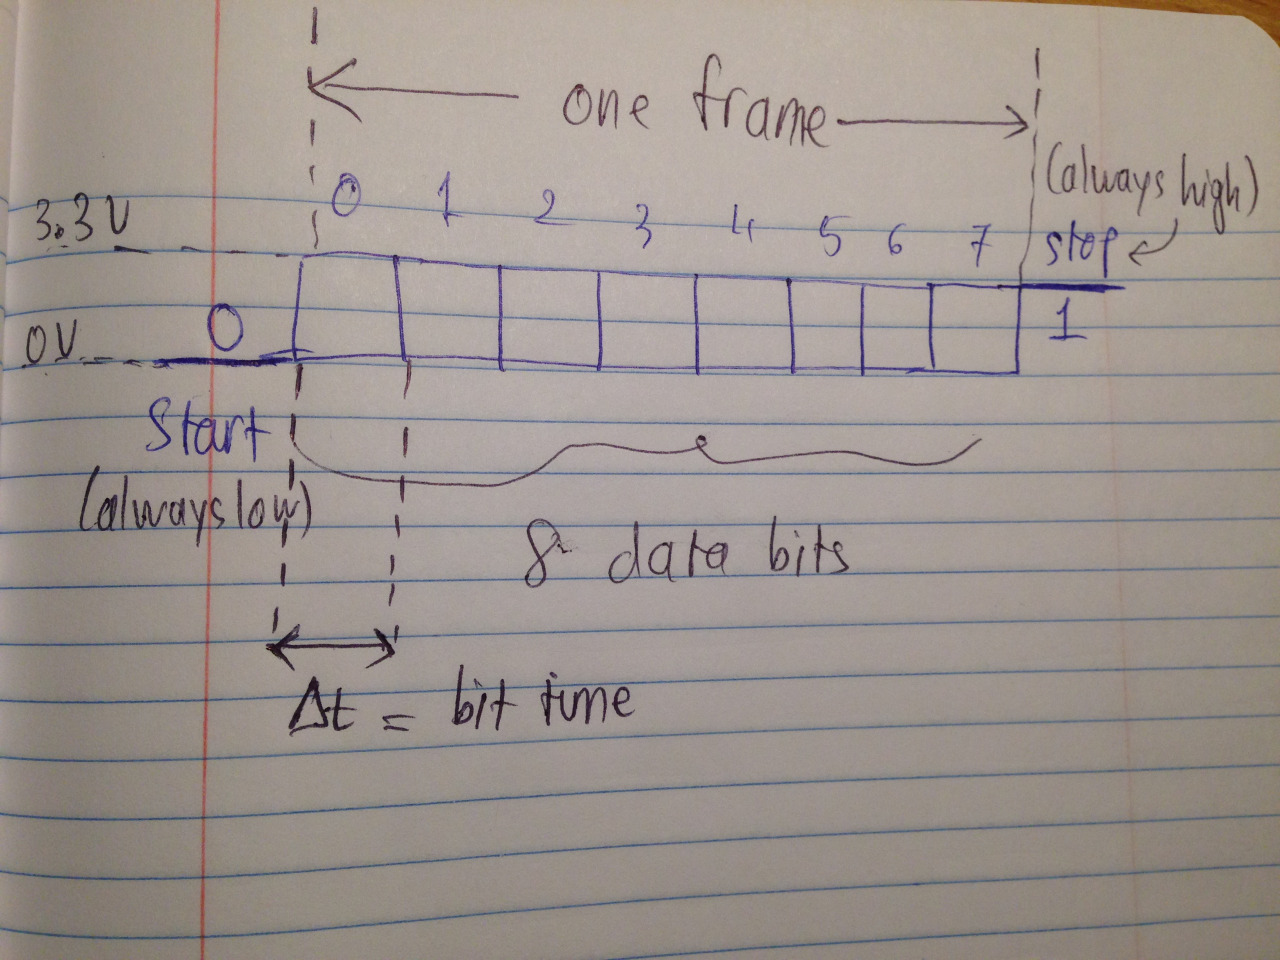 one frame
(always high)
3.3V 0 1 2 3 4 5 6 7 stop
0V 0 1
Start
(always low)
8 data bits
Δt = bit time